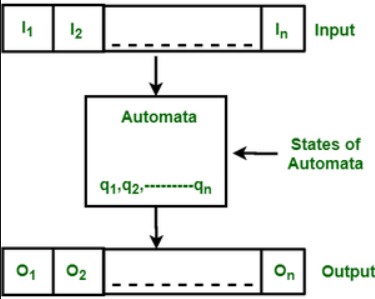 I1 I2 In Input
Automata
States of
Automata
q1,q2,---------qn
O1 O2 On Output